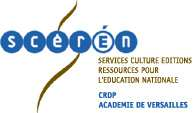 scérÉn
SERVICES CULTURE EDITIONS
RESSOURCES POUR
L'EDUCATION NATIONALE
CRDP
ACADEMIE DE VERSAILLES